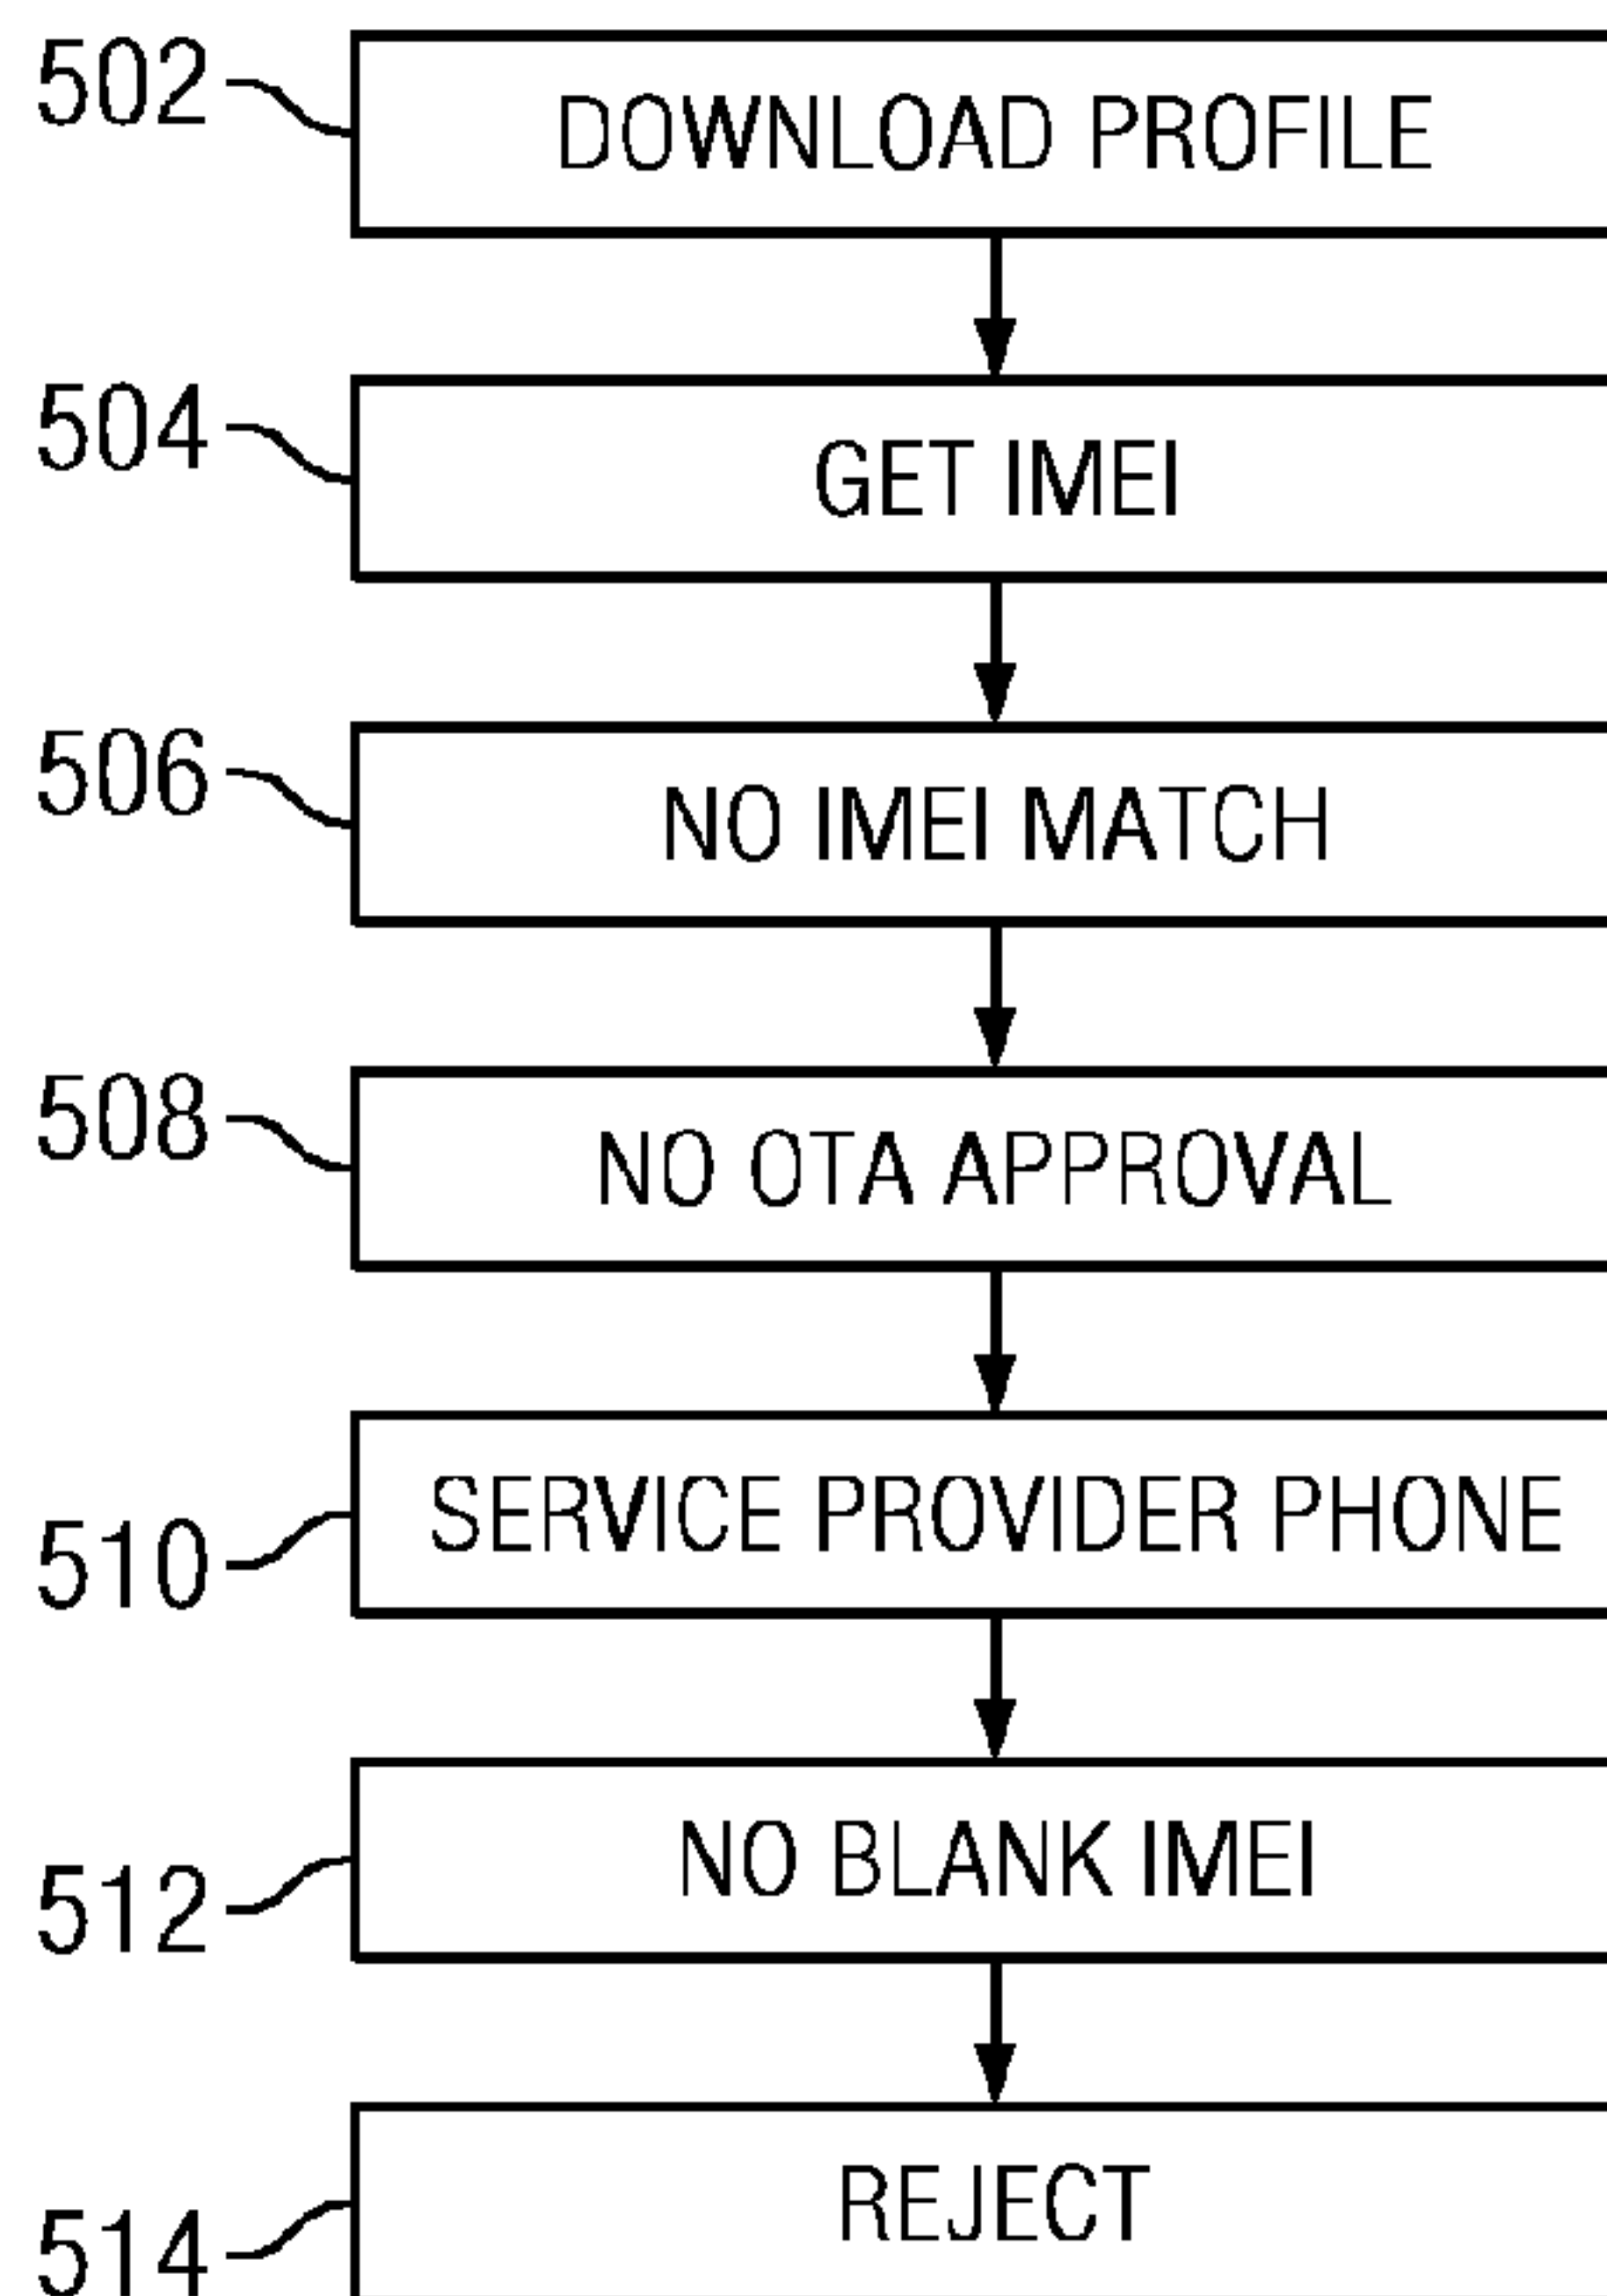 502 DOWNLOAD PROFILE
504 GET IMEI
506 NO IMEI MATCH
508 NO OTA APPROVAL
510 SERVICE PROVIDER PHONE
512 NO BLANK IMEI
514 REJECT